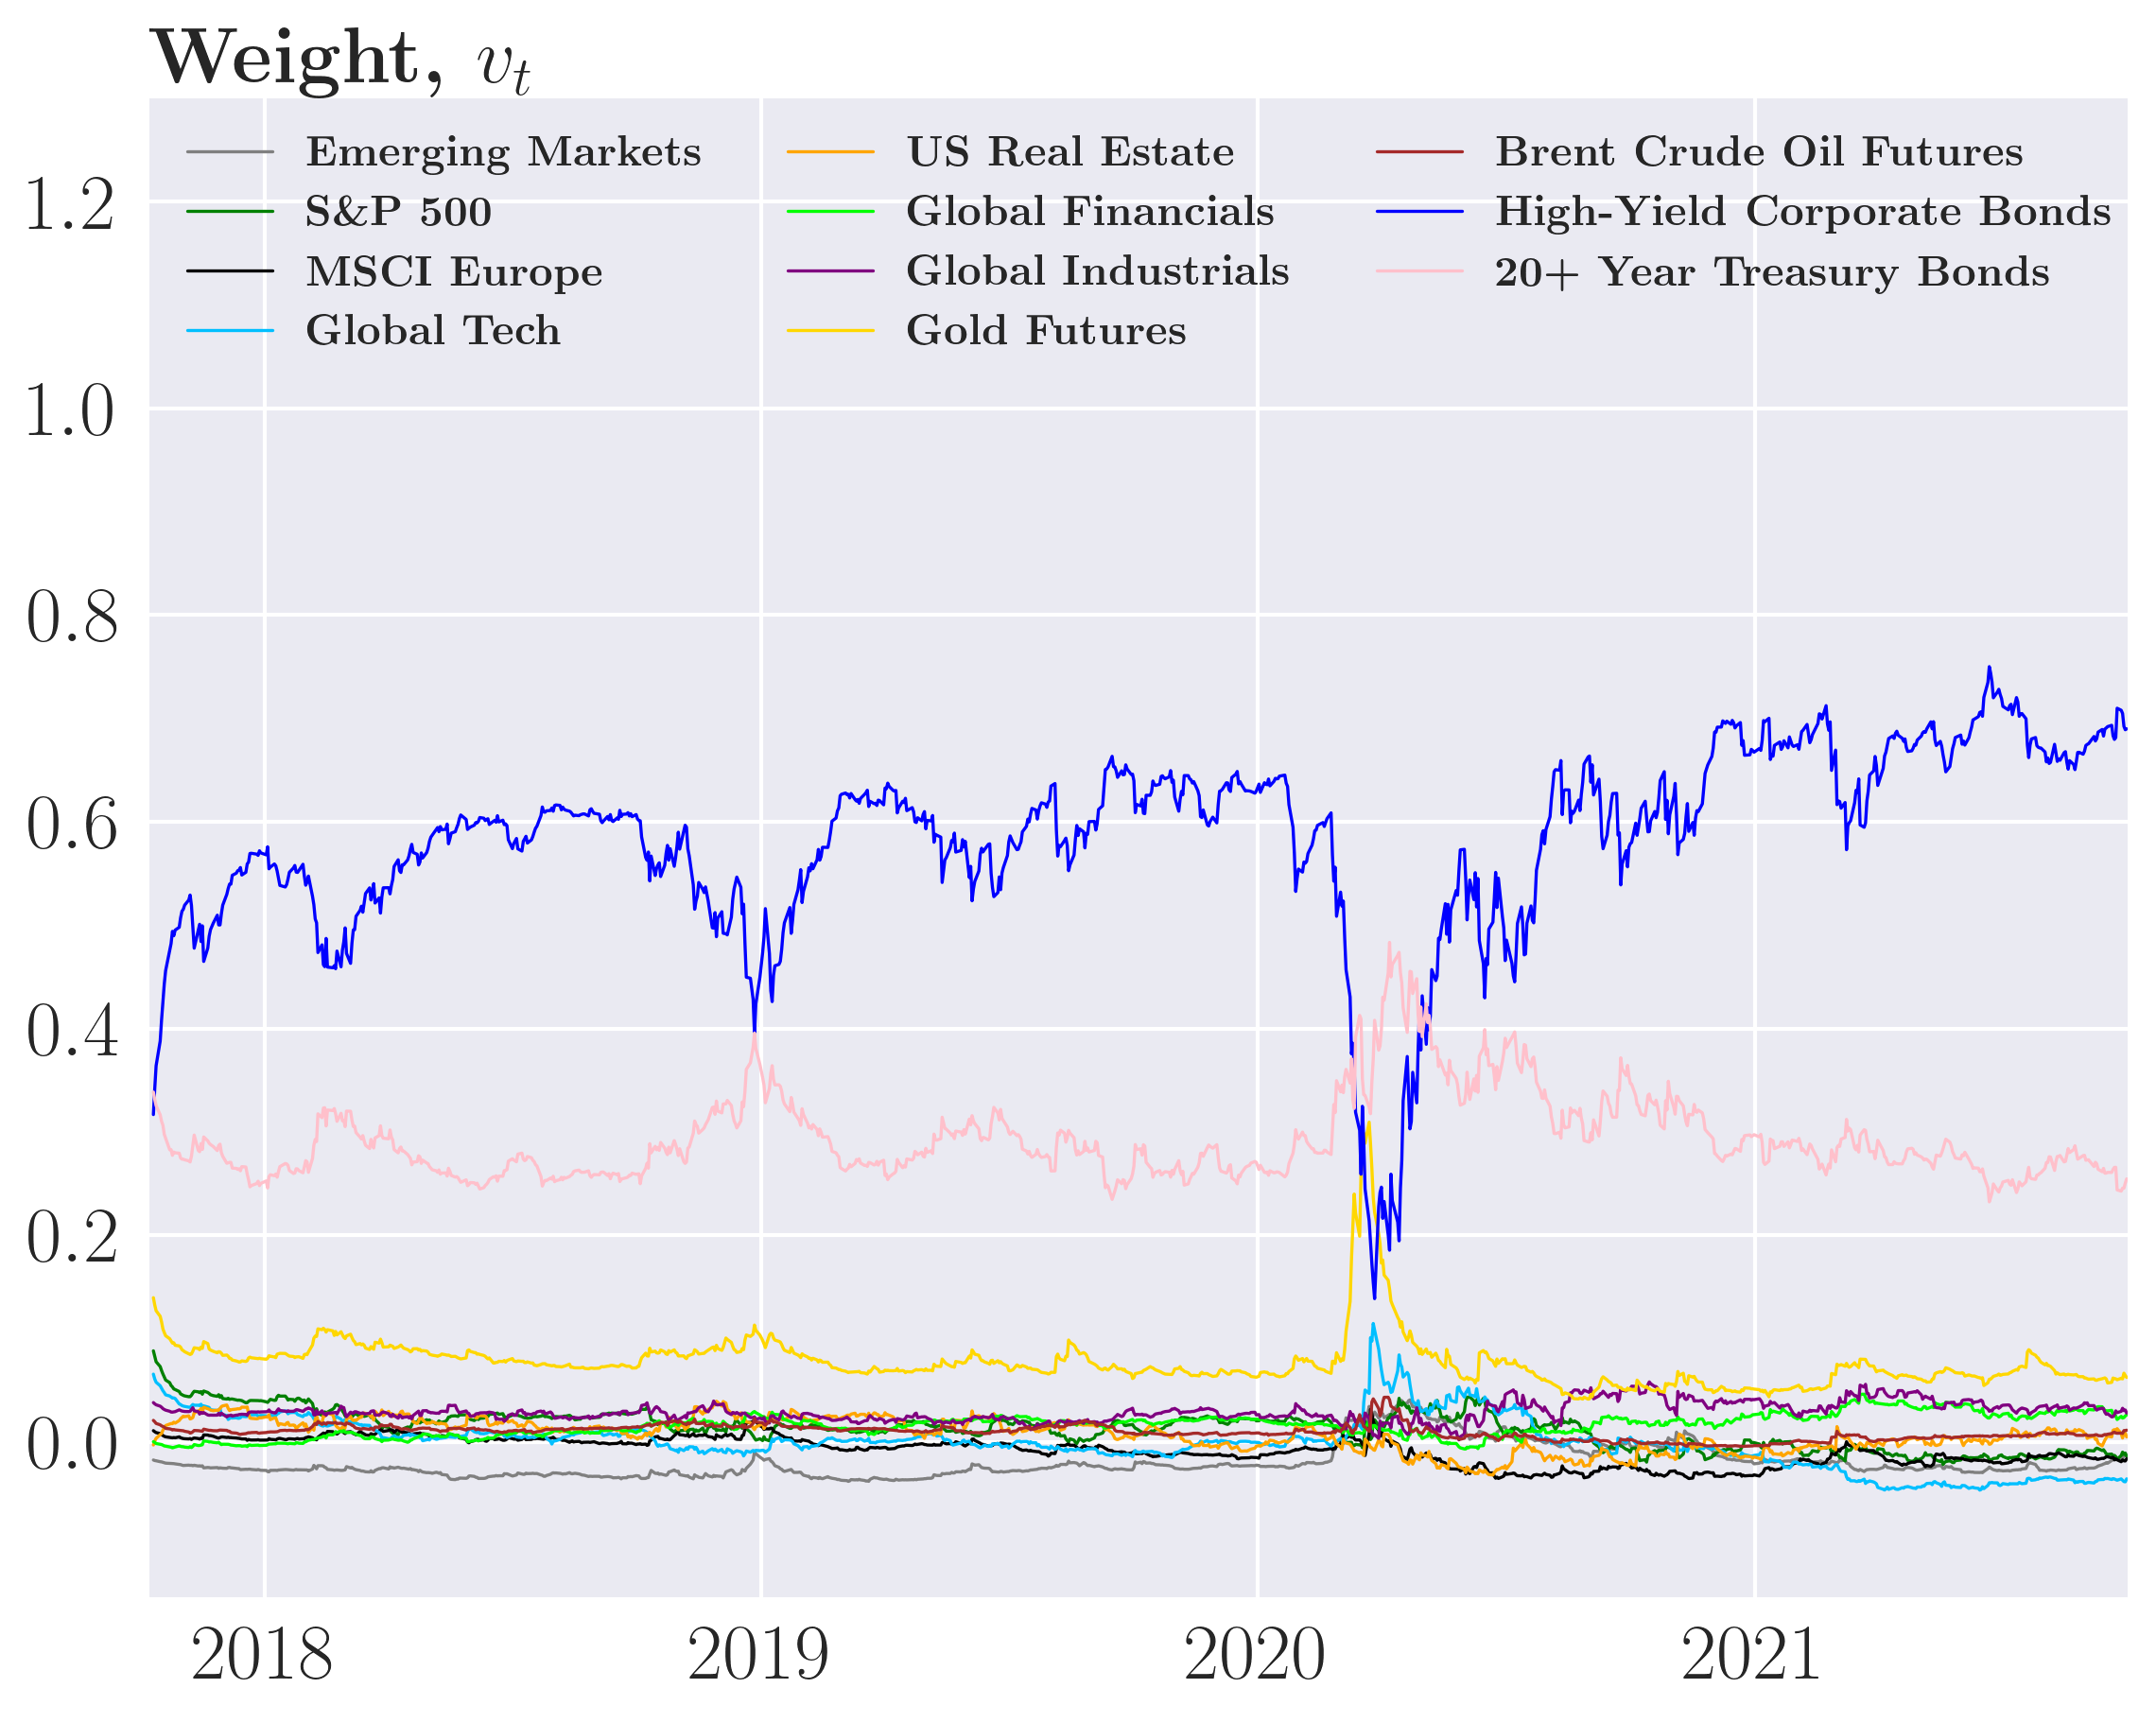 Weight, v_t
Emerging Markets
S&P 500
MSCI Europe
Global Tech
US Real Estate
Global Financials
Global Industrials
Gold Futures
Brent Crude Oil Futures
High-Yield Corporate Bonds
20+ Year Treasury Bonds
1.2
1.0
0.8
0.6
0.4
0.2
0.0
2018 2019 2020 2021